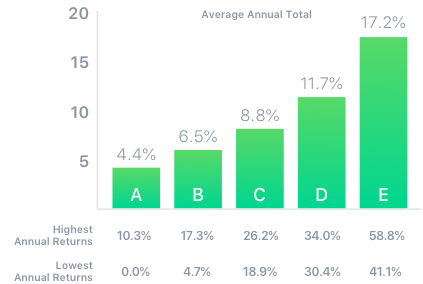 Average Annual Total
20
15
10
5
4.4%
6.5%
8.8%
11.7%
17.2%
A B C D E
Highest
Annual Returns
10.3% 17.3% 26.2% 34.0% 58.8%
Lowest
Annual Returns
0.0% 4.7% 18.9% 30.4% 41.1%